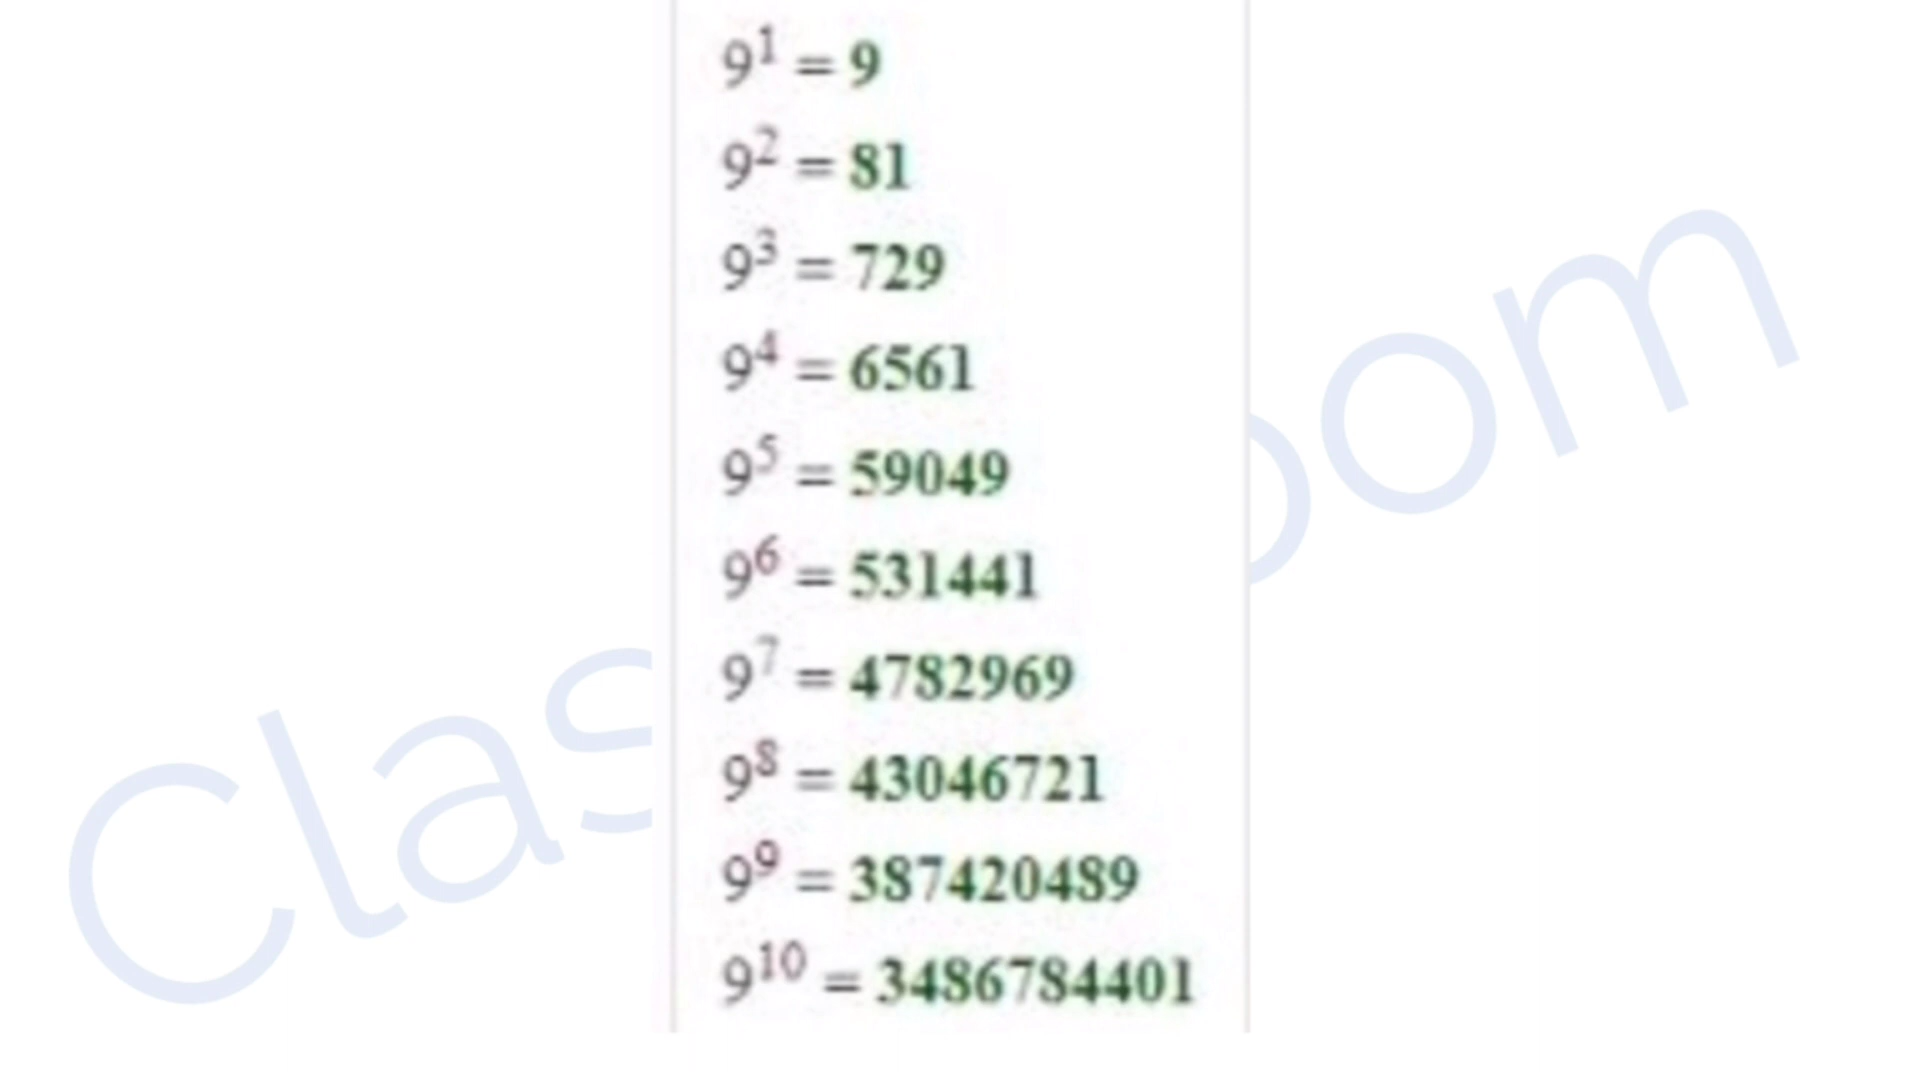 9¹ = 9
9² = 81
9³ = 729
9⁴ = 6561
9⁵ = 59049
9⁶ = 531441
9⁷ = 4782969
9⁸ = 43046721
9⁹ = 387420489
9¹⁰ = 3486784401